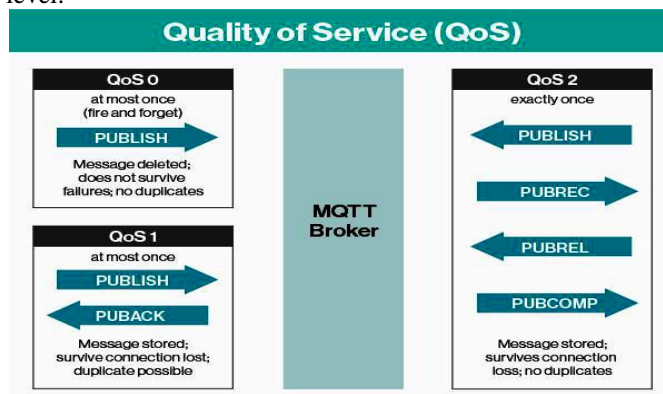 level.
Quality of Service (QoS)
QoS 0
at most once
(fire and forget)
PUBLISH
Message deleted;
does not survive
failures; no duplicates
QoS 1
at most once
PUBLISH
PUBACK
Message stored;
survive connection lost;
duplicate possible
MQTT
Broker
QoS 2
exactly once
PUBLISH
PUBREC
PUBREL
PUBCOMP
Message stored;
survives connection
loss; no duplicates